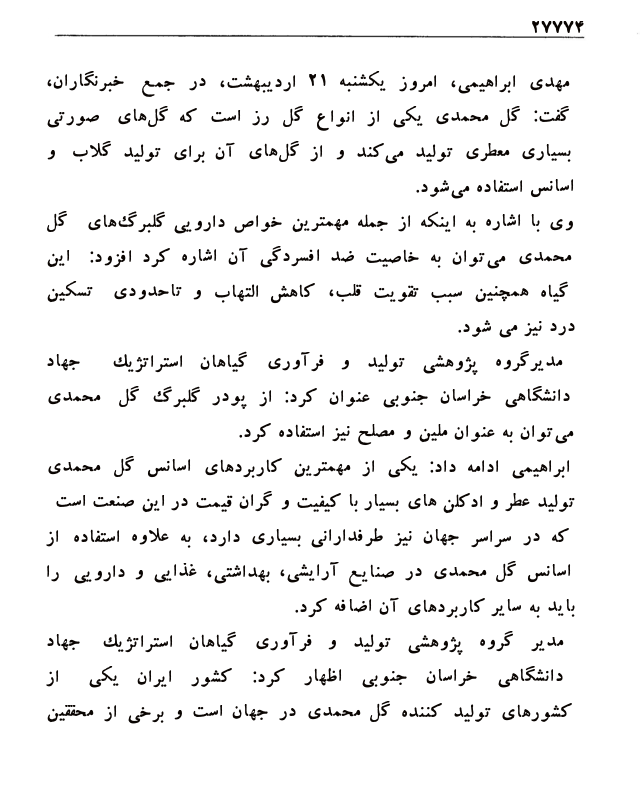 ۲۷۷۷۴
مهدی ابراهیمی، امروز یکشنبه ۲۱ اردیبهشت، در جمع خبرنگاران،
گفت: گل محمدی یکی از انواع گل رز است که گل‌های صورتی
بسیاری معطری تولید می‌کند و از گل‌های آن برای تولید گلاب و
اسانس استفاده می‌شود.
وی با اشاره به اینکه از جمله مهمترین خواص دارویی گلبرگ‌های گل
محمدی می‌توان به خاصیت ضد افسردگی آن اشاره کرد افزود: این
گیاه همچنین سبب تقویت قلب، کاهش التهاب و تاحدودی تسکین
درد نیز می شود.
مدیرگروه پژوهشی تولید و فرآوری گیاهان استراتژیك جهاد
دانشگاهی خراسان جنوبی عنوان کرد: از پودر گلبرگ گل محمدی
می‌توان به عنوان ملین و مصلح نیز استفاده کرد.
ابراهیمی ادامه داد: یکی از مهمترین کاربردهای اسانس گل محمدی
تولید عطر و ادکلن های بسیار با کیفیت و گران قیمت در این صنعت است
که در سراسر جهان نیز طرفدارانی بسیاری دارد، به علاوه استفاده از
اسانس گل محمدی در صنایع آرایشی، بهداشتی، غذایی و دارویی را
باید به سایر کاربردهای آن اضافه کرد.
مدیر گروه پژوهشی تولید و فرآوری گیاهان استراتژیك جهاد
دانشگاهی خراسان جنوبی اظهار کرد: کشور ایران یکی از
کشورهای تولید کننده گل محمدی در جهان است و برخی از محققین